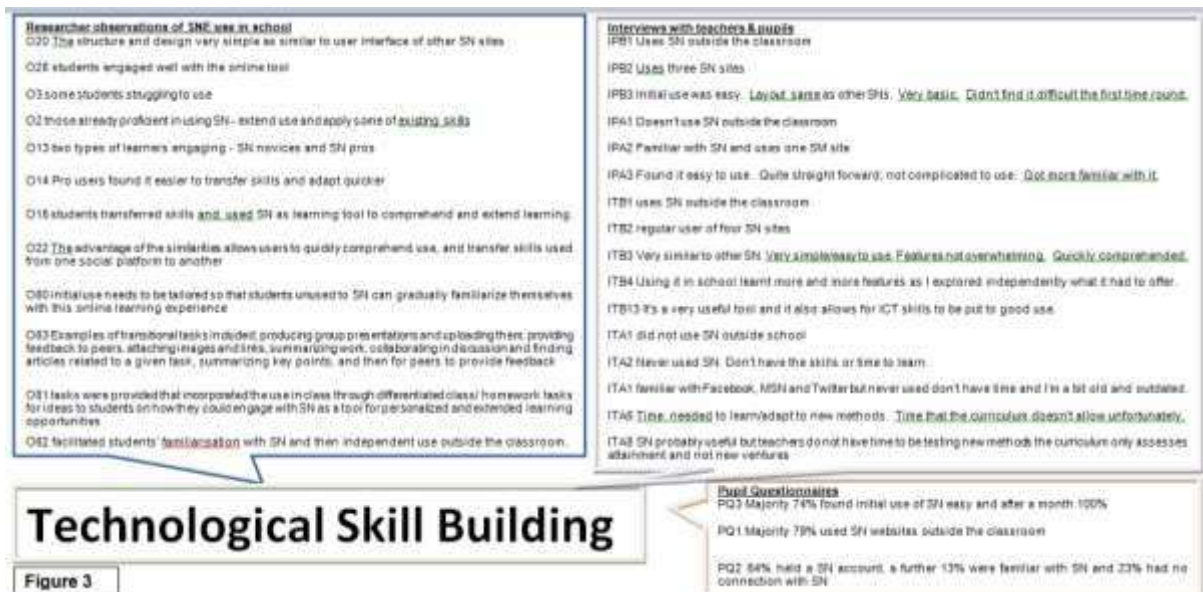 Researcher observations of SNE use in school
O20 The structure and design very simple as similar to user interface of other SN sites
O26 students engaged well with the online tool
O3 some students struggling to use
O2 those already proficient in using SN- extend use and apply some of existing skills
O13 two types of learners engaging - SN novices and SN pros
O14 Pro users found it easier to transfer skills and adapt quicker
O16 students transferred skills and used SN as learning tool to comprehend and extend learning.
O22 The advantage of the similarities allows users to quickly comprehend use, and transfer skills used
from one social platform to another
O80 initial use needs to be tailored so that students unused to SN can gradually familiarize themselves
with this online learning experience
O83 Examples of transitional tasks included; producing group presentations and uploading them; providing
feedback to peers, attaching images and links, summarizing work, collaborating in discussion and finding
articles related to a given task, summarizing key points, and then for peers to provide feedback
O81 tasks were provided that incorporated the use in class through differentiated class/ homework tasks
for ideas to students on how they could engage with SN as a tool for personalized and extended learning
opportunities
O82 facilitated students' familiarisation with SN and then independent use outside the classroom.
Interviews with teachers & pupils
IPB1 Uses SN outside the classroom
IPB2 Uses three SN sites
IPB3 Initial use was easy. Layout same as other SNs. Very basic. Didn't find it difficult the first time round.
IPA1 Doesn't use SN outside the classroom
IPA2 Familiar with SN and uses one SM site
IPA3 Found it easy to use. Quite straight forward, not complicated to use. Got more familiar with it.
ITB1 uses SN outside the classroom
ITB2 regular user of four SN sites
ITB3 Very similar to other SN. Very simple/easy to use. Features not overwhelming. Quickly comprehended.
ITB4 Using it in school learnt more and more features as I explored independently what it had to offer.
ITB13 It's a very useful tool and it also allows for ICT skills to be put to good use.
ITA1 did not use SN outside school
ITA2 Never used SN. Don't have the skills or time to learn.
ITA1 familiar with Facebook, MSN and Twitter but never used don't have time and I'm a bit old and outdated.
ITA6 Time needed to learn/adapt to new methods. Time that the curriculum doesn't allow unfortunately.
ITA8 SN probably useful but teachers do not have time to be testing new methods the curriculum only assesses
attainment and not new ventures
Technological Skill Building
Pupil Questionnaires
PQ3 Majority 74% found initial use of SN easy and after a month 100%
PQ1 Majority 79% used SN websites outside the classroom
PQ2 64% held a SN account, a further 13% were familiar with SN and 23% had no
connection with SN
Figure 3